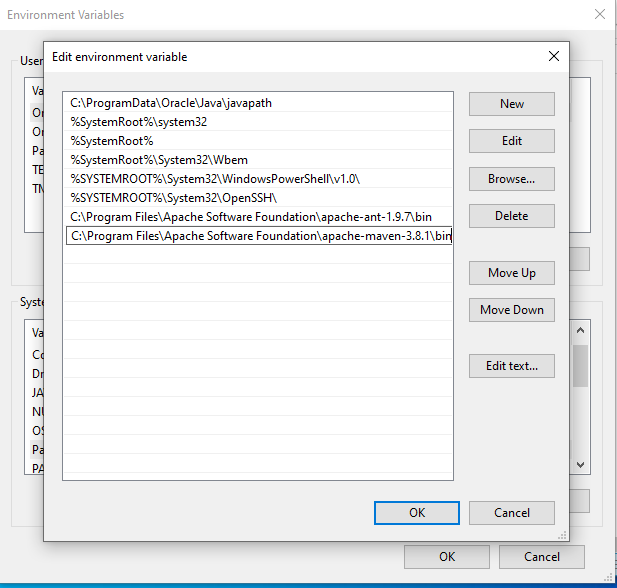 Environment Variables
Edit environment variable
User
Va
Or
Or
Pa
TE
TN
C:\ProgramData\Oracle\Java\javapath
%SystemRoot%\system32
%SystemRoot%
%SystemRoot%\System32\Wbem
%SYSTEMROOT%\System32\WindowsPowerShell\v1.0\
%SYSTEMROOT%\System32\OpenSSH\
C:\Program Files\Apache Software Foundation\apache-ant-1.9.7\bin
C:\Program Files\Apache Software Foundation\apache-maven-3.8.1\bin
New
Edit
Browse...
Delete
Move Up
Move Down
Edit text...
Syste
Va
Co
Dr
JA
NU
OS
Pa
PA
OK
Cancel
OK
Cancel